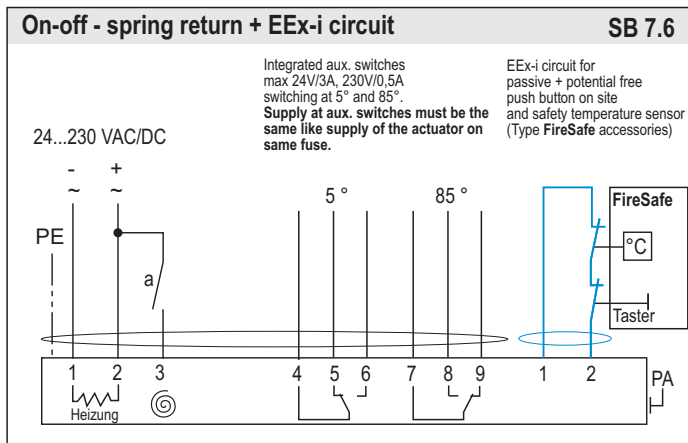 On-off - spring return + EEx-i circuit SB 7.6
Integrated aux. switches
max 24V/3A, 230V/0,5A
switching at 5° and 85°.
Supply at aux. switches must be the
same like supply of the actuator on
same fuse.
EEx-i circuit for
passive + potential free
push button on site
and safety temperature sensor
(Type FireSafe accessories)
24...230 VAC/DC
- +
~ ~
5 ° 85 °
FireSafe
PE
°C
a
Taster
1 2 3 4 5 6 7 8 9 1 2 PA
Heizung